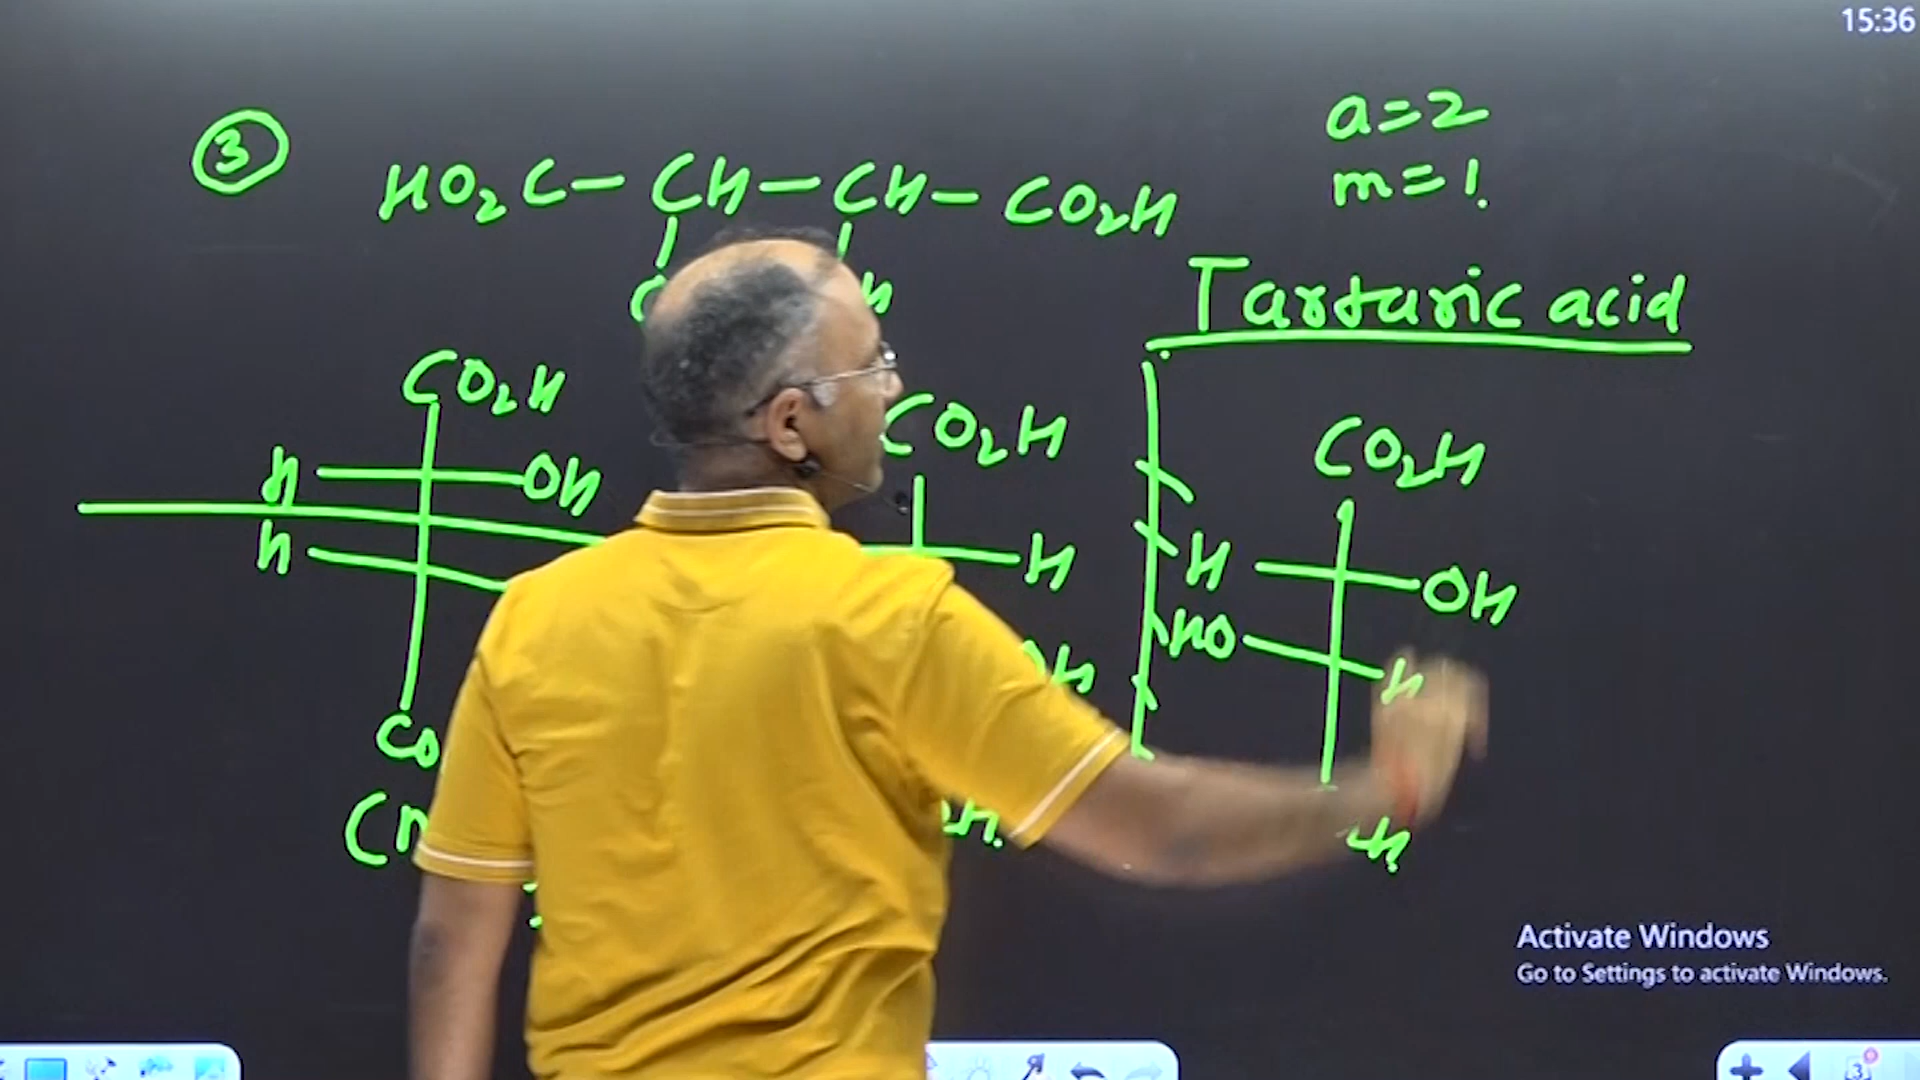 15:36
a=2
m=1.
3
HO2C-CH-CH-CO2H
Tartaric acid
CO2H
H OH
H
CO2H
H
CO2H
H OH
HO H
Activate Windows
Go to Settings to activate Windows.
3